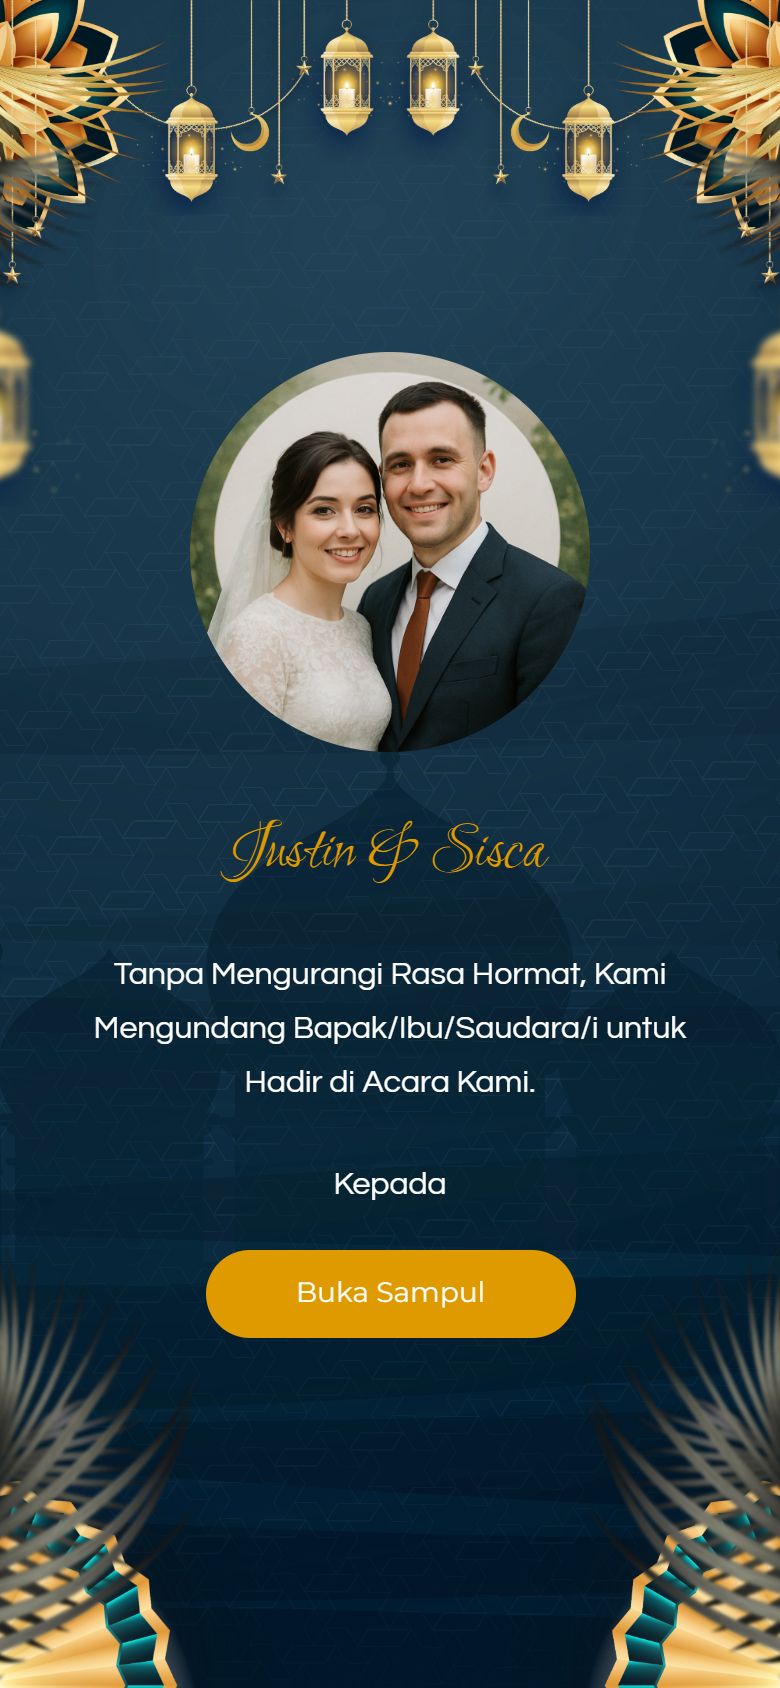 Justin & Sisca
Tanpa Mengurangi Rasa Hormat, Kami
Mengundang Bapak/Ibu/Saudara/i untuk
Hadir di Acara Kami.
Kepada
Buka Sampul